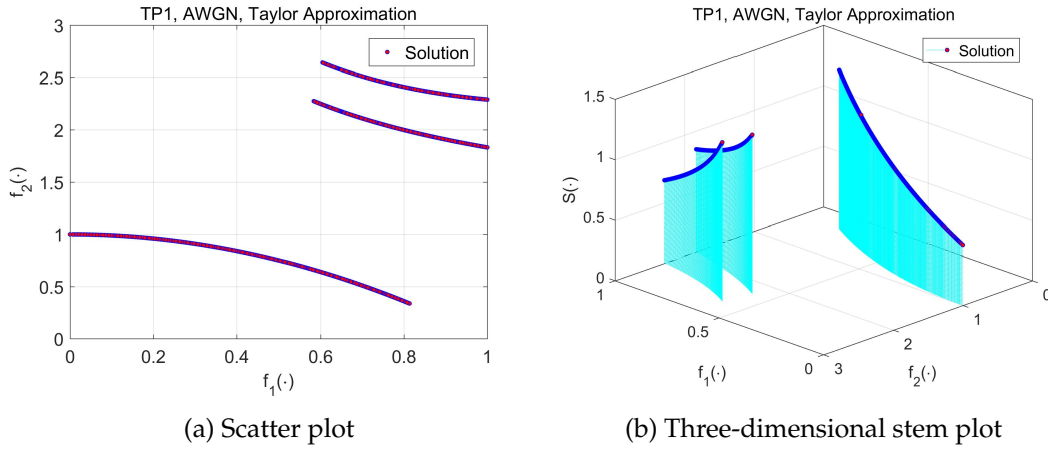 TP1, AWGN, Taylor Approximation
Solution
3
2.5
2
1.5
1
0.5
0
0 0.2 0.4 0.6 0.8 1
f2(·)
f1(·)
(a) Scatter plot
TP1, AWGN, Taylor Approximation
Solution
1.5
1
0.5
0
S(·)
1
0.5
0
f1(·)
3
2
1
0
f2(·)
(b) Three-dimensional stem plot